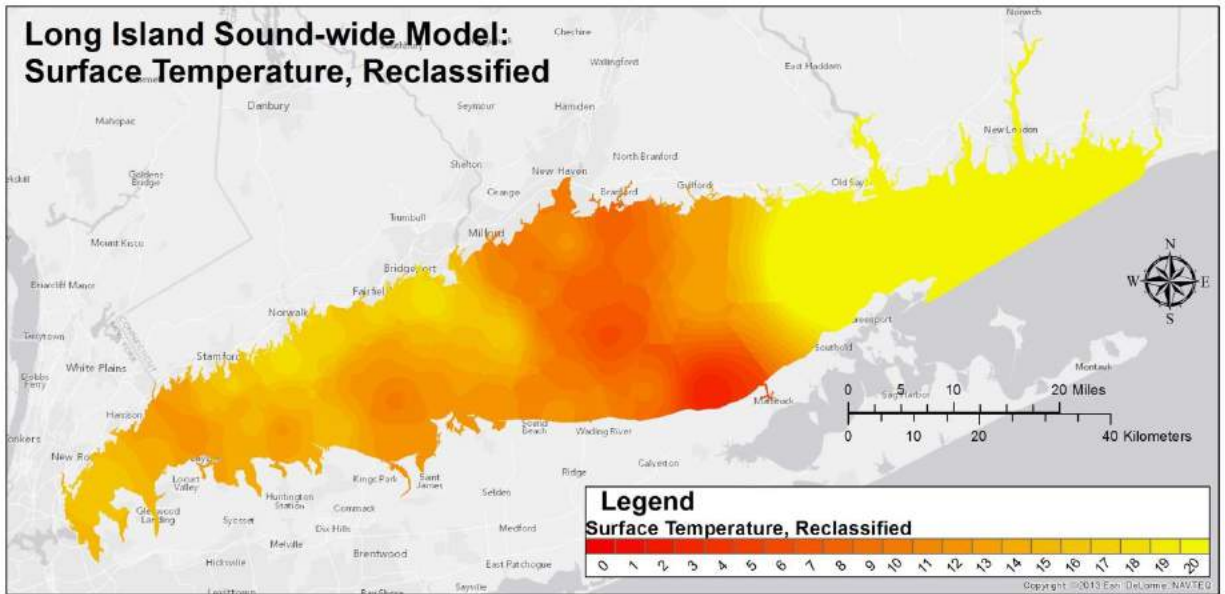 Long Island Sound-wide Model:
Surface Temperature, Reclassified
Norwich
Cheshire
Wallingford
East Haddam
Danbury
Seymour
Hamden
Mahopac
New London
North Branford
Shelton
New Haven
Goldens
Bridge
Orange
Branford
Guilford
Old Say
Trumbull
Milford
Mount Kisco
Bridgeport
N
W
E
S
Briarcliff Manor
Fairfiel
Norwalk
Tarrytown
Stamford
Southold
White Plains
Dobbs
Ferry
Montauk
0 5 10 20 Miles
Sag Harbor
Harrison
0 10 20 40 Kilometers
Sound
Beach
Wading River
New Ro
Calverton
Kings Park
Saint
James
Ridge
Locust
Valley
Selden
Glenwood
Landing
Huntington
Station
Commack
Legend
Syosset
Dix Hills
Medford
Surface Temperature, Reclassified
Melville
Brentwood
Hicksville
East Patchogue
0 1 2 3 4 5 6 7 8 9 10 11 12 13 14 15 16 17 18 19 20
Sayville
Copyright: ©2013 Esri, DeLorme, NAVTEQ